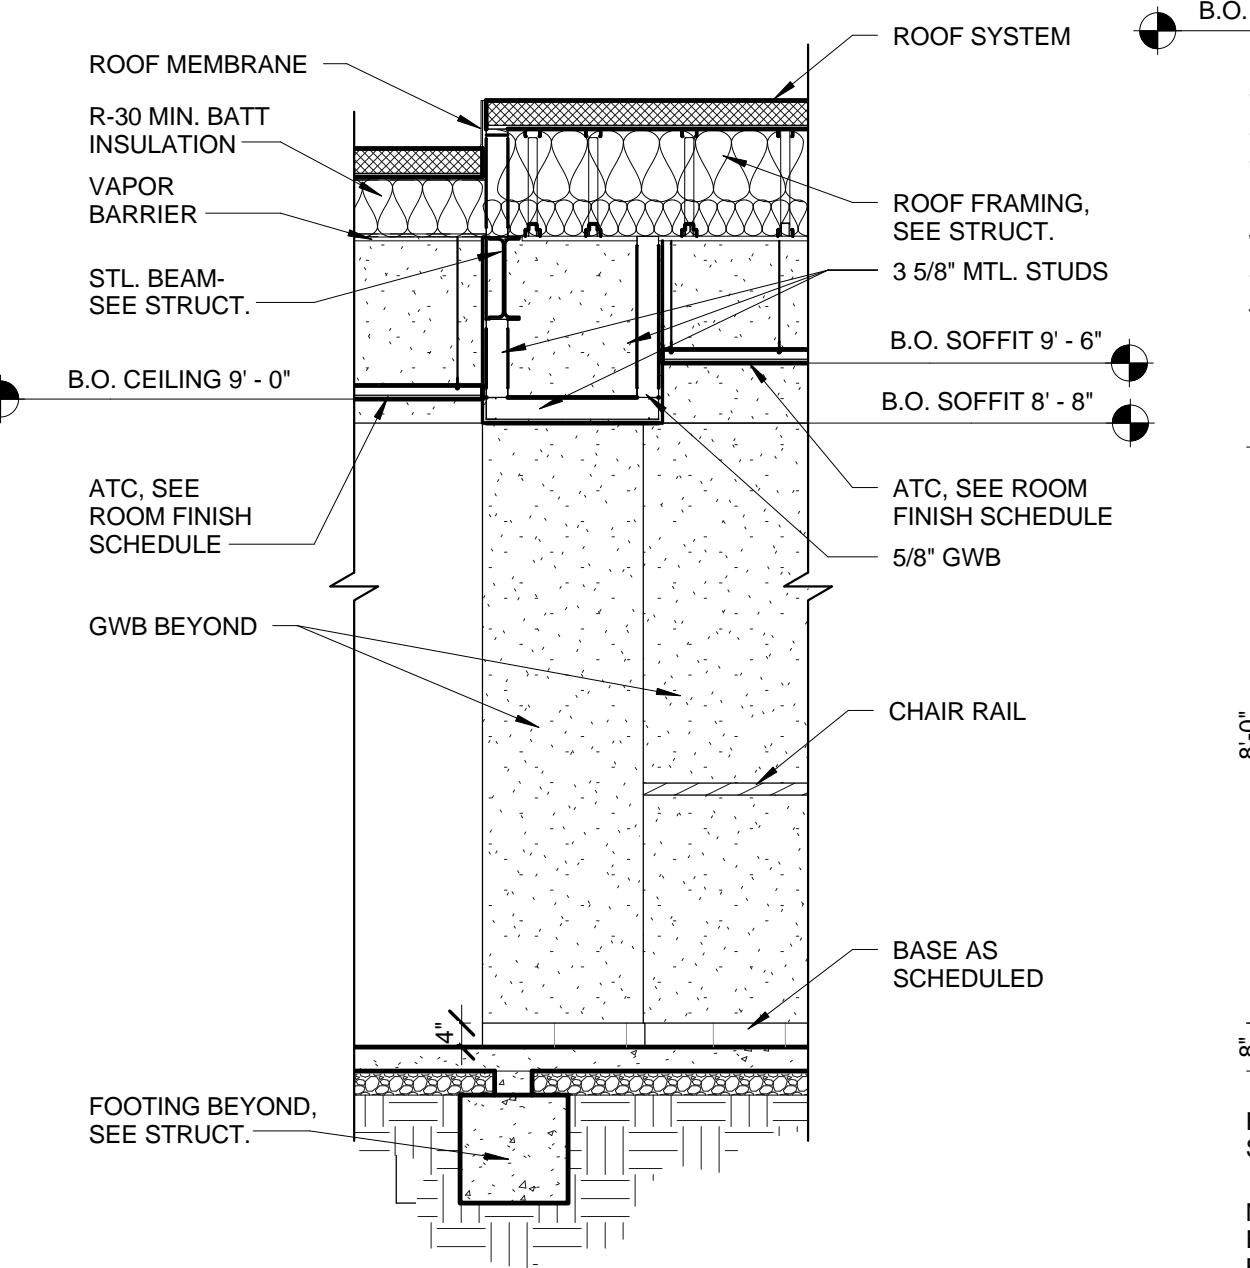 B.O.
ROOF SYSTEM
ROOF MEMBRANE
R-30 MIN. BATT
INSULATION
VAPOR
BARRIER
STL. BEAM-
SEE STRUCT.
B.O. CEILING 9' - 0"
ATC, SEE
ROOM FINISH
SCHEDULE
GWB BEYOND
4"
FOOTING BEYOND,
SEE STRUCT.
ROOF FRAMING,
SEE STRUCT.
3 5/8" MTL. STUDS
B.O. SOFFIT 9' - 6"
B.O. SOFFIT 8' - 8"
ATC, SEE ROOM
FINISH SCHEDULE
5/8" GWB
CHAIR RAIL
BASE AS
SCHEDULED
8'-0"
8"